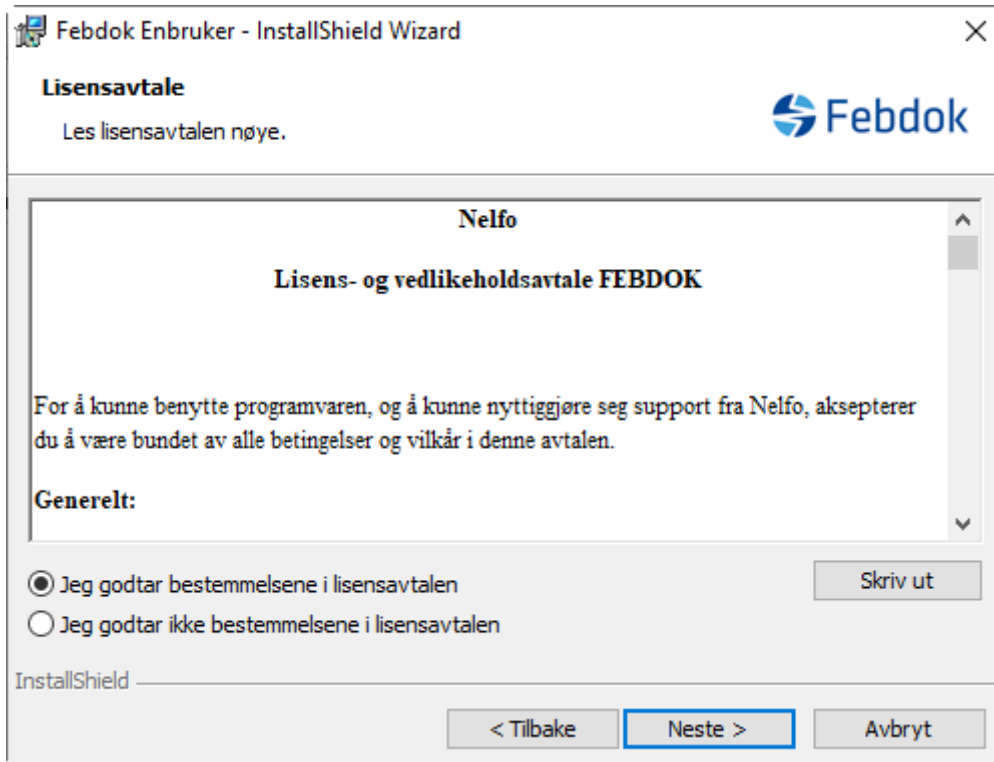 Febdok Enbruker - InstallShield Wizard
Lisensavtale
Les lisensavtalen nøye.
Febdok
Nelfo
Lisens- og vedlikeholdsavtale FEBDOK
For å kunne benytte programvaren, og å kunne nyttiggjøre seg support fra Nelfo, aksepterer
du å være bundet av alle betingelser og vilkår i denne avtalen.
Generelt:
Jeg godtar bestemmelsene i lisensavtalen
Skriv ut
Jeg godtar ikke bestemmelsene i lisensavtalen
InstallShield
< Tilbake
Neste >
Avbryt